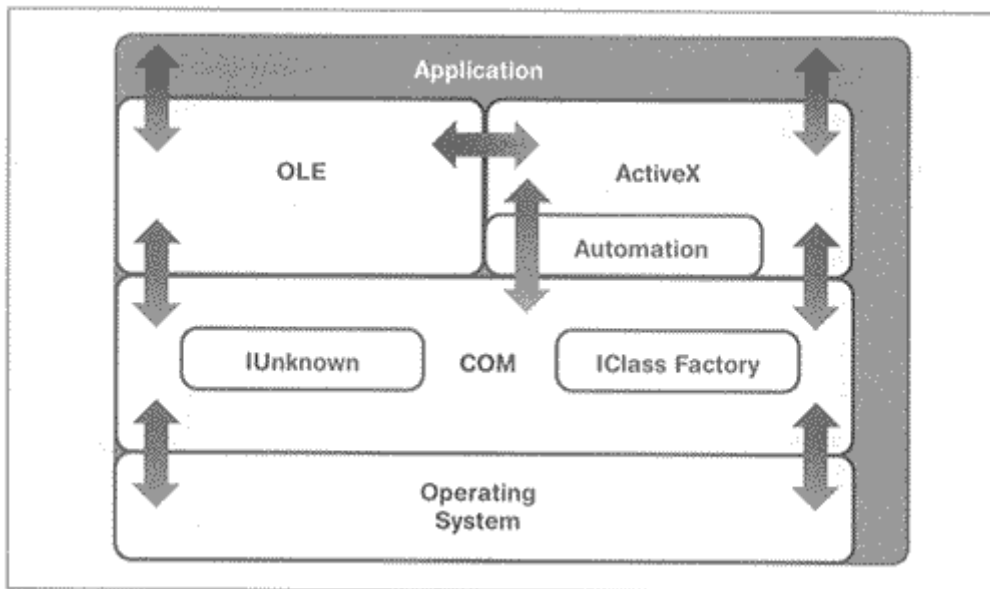 Application
OLE
ActiveX
Automation
IUnknown
COM
IClass Factory
Operating
System